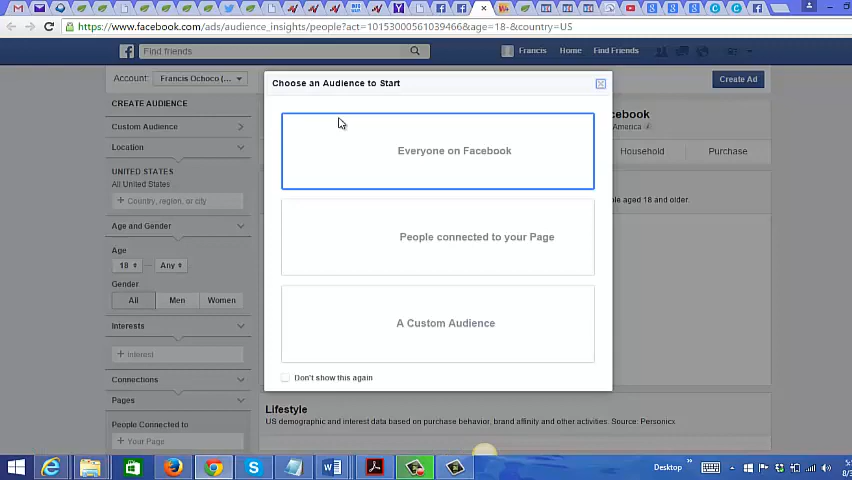 https://www.facebook.com/ads/audience_insights/people?act=10153000561039466&age=18-&country=US
Find friends
Francis Home Find Friends
Account: Francis Ochoco (...
Create Ad
Choose an Audience to Start
Everyone on Facebook
People connected to your Page
A Custom Audience
Don't show this again
CREATE AUDIENCE
Custom Audience
Location
UNITED STATES
All United States
+ Country, region, or city
Age and Gender
Age
18 — Any
Gender
All Men Women
Interests
+ Interest
Connections
Pages
People Connected to
+ Your Page
cebook
America
Household Purchase
ple aged 18 and older.
Lifestyle
US demographic and interest data based on purchase behavior, brand affinity and other activities. Source: Personicx
Desktop